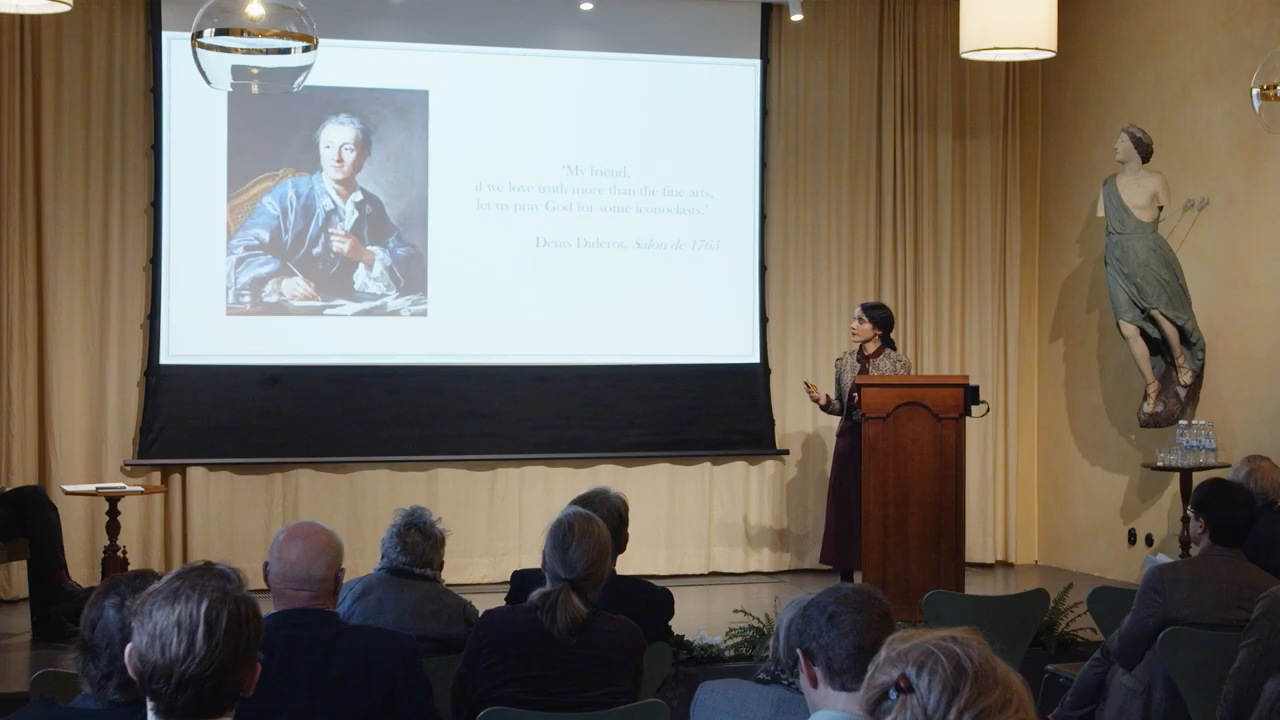 'My friend,
if we love truth more than the fine arts,
let us pray God for some iconoclasts.'
Denis Diderot, Salon de 1765